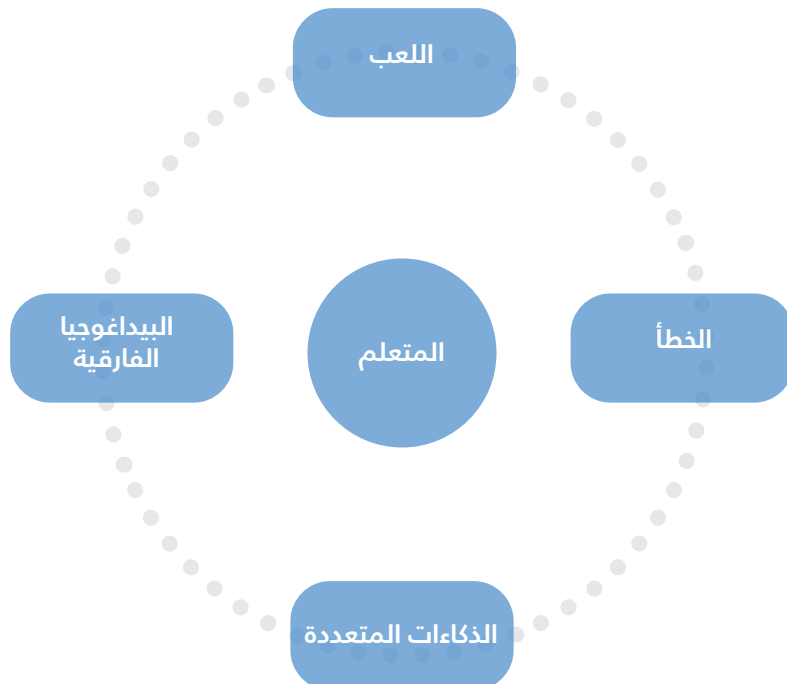 اللعب
الخطأ
المتعلم
البيداغوجيا
الفارقية
الذكاءات المتعددة